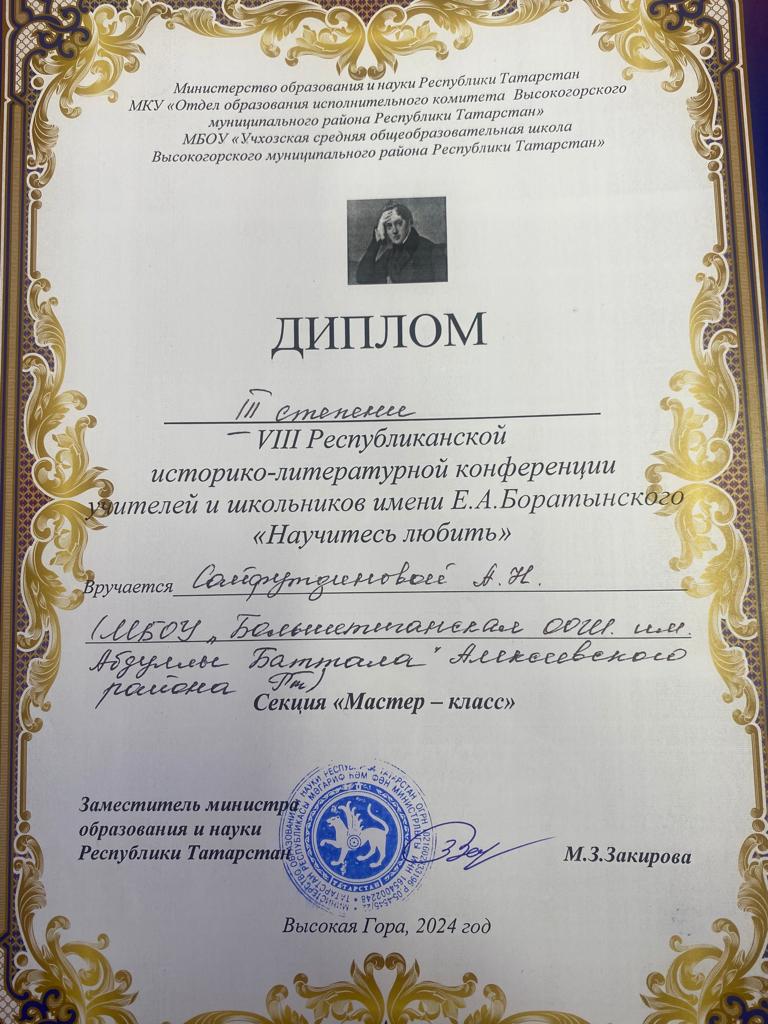 Министерство образования и науки Республики Татарстан
МКУ «Отдел образования исполнительного комитета Высокогорского
муниципального района Республики Татарстан»
МБОУ «Учхозская средняя общеобразовательная школа
Высокогорского муниципального района Республики Татарстан»
ДИПЛОМ
III степени
VIII Республиканской
историко-литературной конференции
учителей и школьников имени Е.А.Боратынского
«Научитесь любить»
Вручается Сайфутдиновой А.Н.
(МБОУ „Большетиганская ООШ им.
Абдуллы Баттала" Алексеевского
района РТ)
Секция «Мастер – класс»
Заместитель министра
образования и науки
Республики Татарстан
М.З.Закирова
ТАТАРСТАН
Высокая Гора, 2024 год